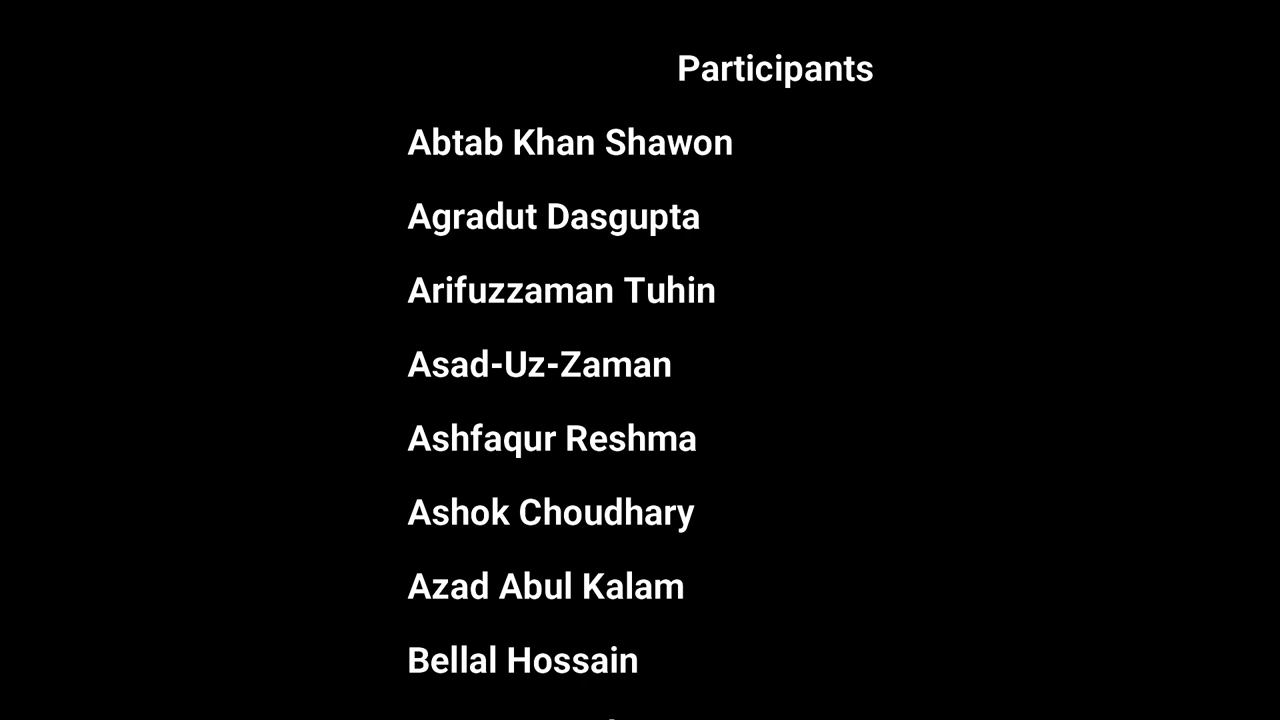 Participants
Abtab Khan Shawon
Agradut Dasgupta
Arifuzzaman Tuhin
Asad-Uz-Zaman
Ashfaqur Reshma
Ashok Choudhary
Azad Abul Kalam
Bellal Hossain